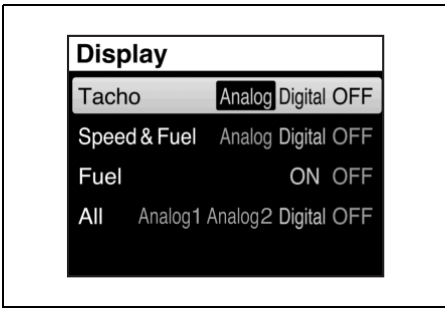 Display
Tacho Analog Digital OFF
Speed & Fuel Analog Digital OFF
Fuel ON OFF
All Analog1 Analog2 Digital OFF